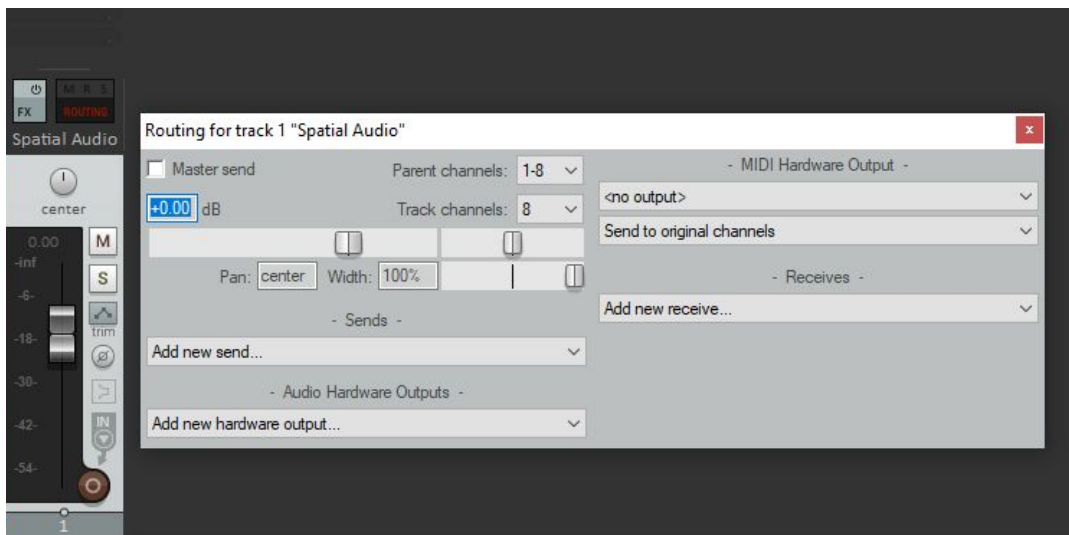 M R S
FX ROUTING
Spatial Audio
center
0.00
-inf
-6-
-18-
-30-
-42-
-54-
M
S
trim
IN
1
Routing for track 1 "Spatial Audio"
x
Master send
Parent channels: 1-8
+0.00 dB
Track channels: 8
Pan: center Width: 100%
- Sends -
Add new send...
- Audio Hardware Outputs -
Add new hardware output...
- MIDI Hardware Output -
<no output>
Send to original channels
- Receives -
Add new receive...